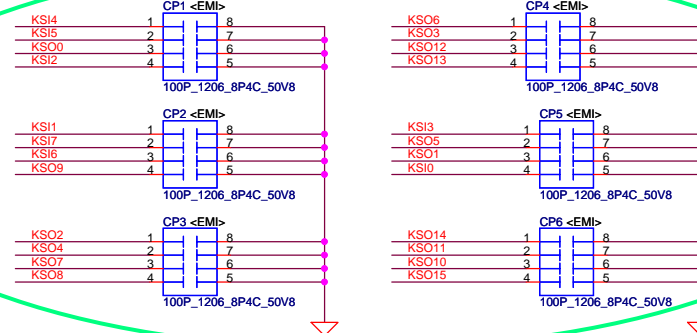 CP1 <EMI>
KSI4 1 8
KSI5 2 7
KSO0 3 6
KSI2 4 5
100P_1206_8P4C_50V8
CP4 <EMI>
KSO6 1 8
KSO3 2 7
KSO12 3 6
KSO13 4 5
100P_1206_8P4C_50V8
CP2 <EMI>
KSI1 1 8
KSI7 2 7
KSI6 3 6
KSO9 4 5
100P_1206_8P4C_50V8
CP5 <EMI>
KSI3 1 8
KSO5 2 7
KSO1 3 6
KSI0 4 5
100P_1206_8P4C_50V8
CP3 <EMI>
KSO2 1 8
KSO4 2 7
KSO7 3 6
KSO8 4 5
100P_1206_8P4C_50V8
CP6 <EMI>
KSO14 1 8
KSO11 2 7
KSO10 3 6
KSO15 4 5
100P_1206_8P4C_50V8